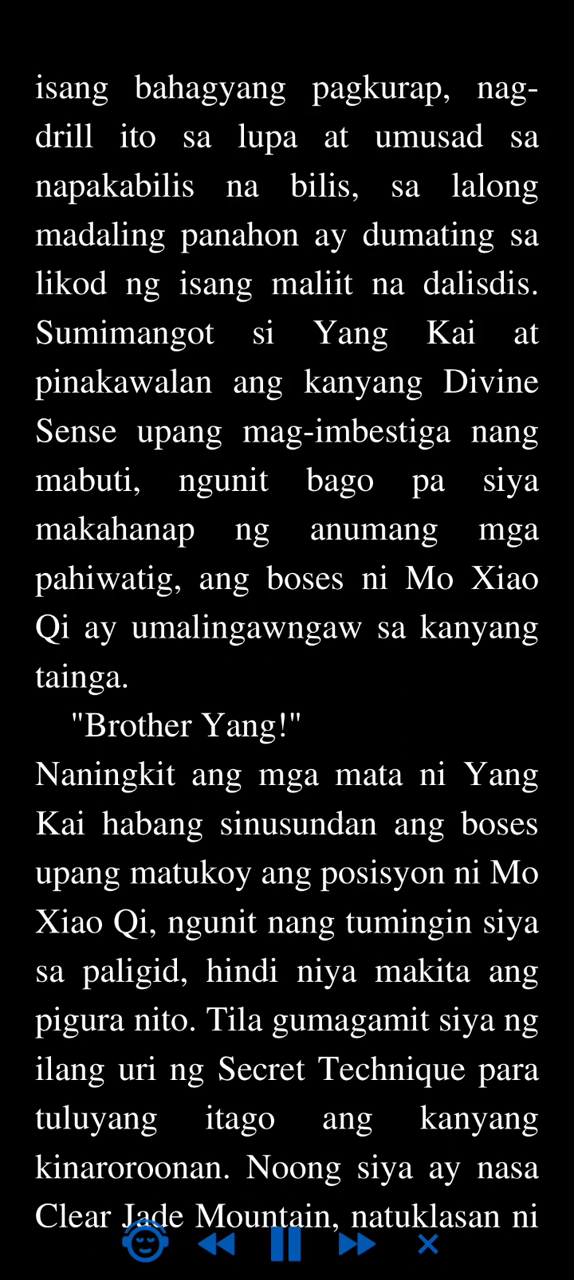 isang bahagyang pagkurap, nag-
drill ito sa lupa at umusad sa
napakabilis na bilis, sa lalong
madaling panahon ay dumating sa
likod ng isang maliit na dalisdis.
Sumimangot si Yang Kai at
pinakawalan ang kanyang Divine
Sense upang mag-imbestiga nang
mabuti, ngunit bago pa siya
makahanap ng anumang mga
pahiwatig, ang boses ni Mo Xiao
Qi ay umalingawngaw sa kanyang
tainga.
"Brother Yang!"
Naningkit ang mga mata ni Yang
Kai habang sinusundan ang boses
upang matukoy ang posisyon ni Mo
Xiao Qi, ngunit nang tumingin siya
sa paligid, hindi niya makita ang
pigura nito. Tila gumagamit siya ng
ilang uri ng Secret Technique para
tuluyang itago ang kanyang
kinaroroonan. Noong siya ay nasa
Clear Jade Mountain, natuklasan ni